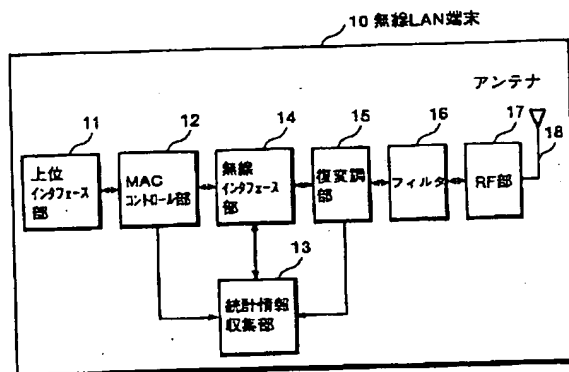 10 無線LAN端末
アンテナ
11
12
14
15
16
17
18
上位
インタフェース
部
MAC
コントロール部
無線
インタフェース
部
復変調
部
フィルタ
RF部
13
統計情報
収集部